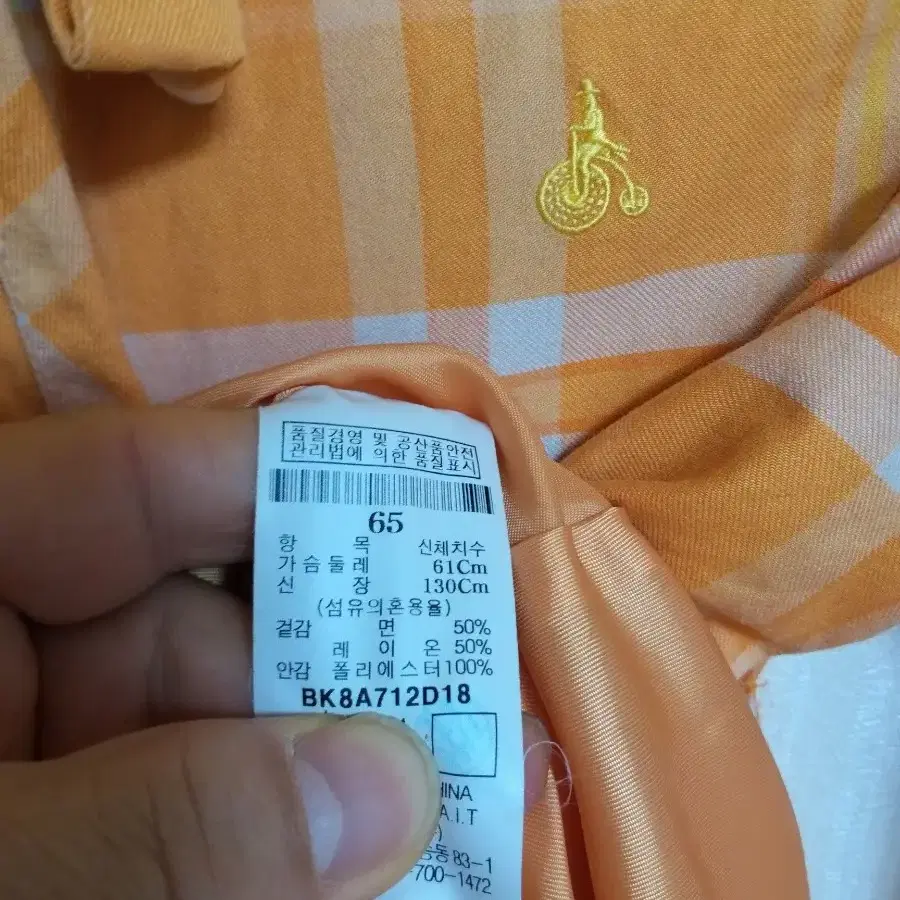 품질경영 및 공산품안전
관리법에 의한 품질표시
65
항 목 신체치수
가슴둘레 61Cm
신 장 130Cm
(섬유의혼용율)
겉감 면 50%
레이온 50%
안감 폴리에스터100%
BK8A712D18
HINA
A.I.T
)
동 83-1
-700-1472